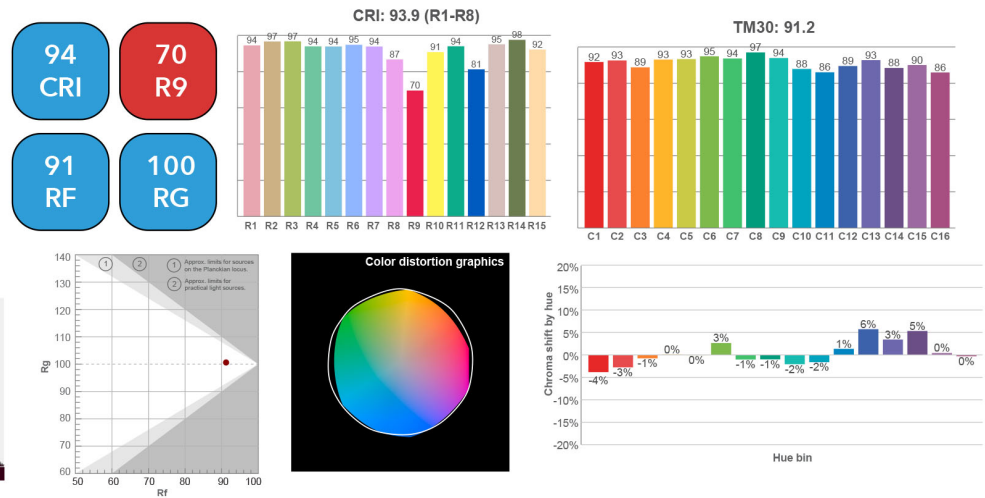 94
CRI
70
R9
91
RF
100
RG
CRI: 93.9 (R1-R8)
94 97 97 94 94 95 94 87 70 91 94 81 95 98 92
R1 R2 R3 R4 R5 R6 R7 R8 R9 R10 R11 R12 R13 R14 R15
TM30: 91.2
92 93 89 93 93 95 94 97 94 88 86 89 93 88 90 86
C1 C2 C3 C4 C5 C6 C7 C8 C9 C10 C11 C12 C13 C14 C15 C16
140
130
120
110
100
90
80
70
60
Rg
50 60 70 80 90 100
Rf
1 2
1 Approx. limits for sources
on the Planckian locus.
2 Approx. limits for
practical light sources.
Color distortion graphics
Chroma shift by hue
20%
15%
10%
5%
0%
-5%
-10%
-15%
-20%
-4% -3% -1% 0% 0% 3% -1% -1% -2% -2% 1% 6% 3% 5% 0% 0%
Hue bin